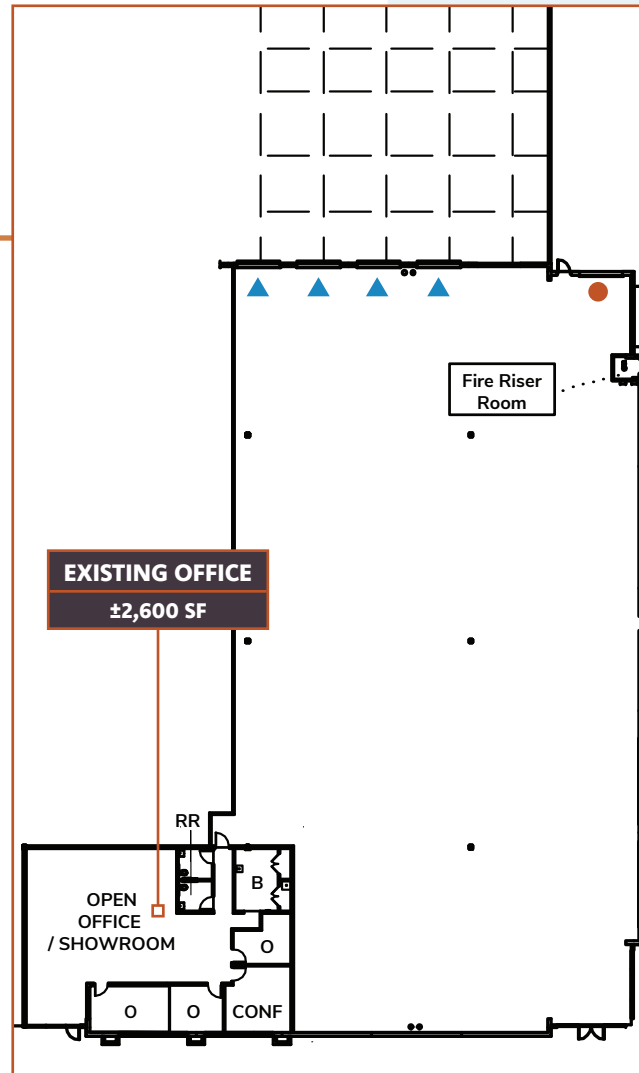 Fire Riser
Room
EXISTING OFFICE
±2,600 SF
RR
B
OPEN
OFFICE
/ SHOWROOM
O
O
O
CONF